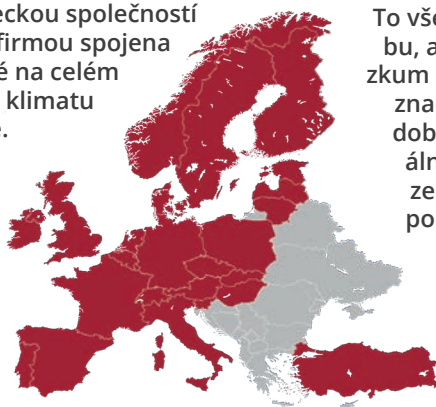 eckou společností
firmou spojena
é na celém
klimatu
.
To vše
bu, a
zkum
zna
dob
áln
ze
po